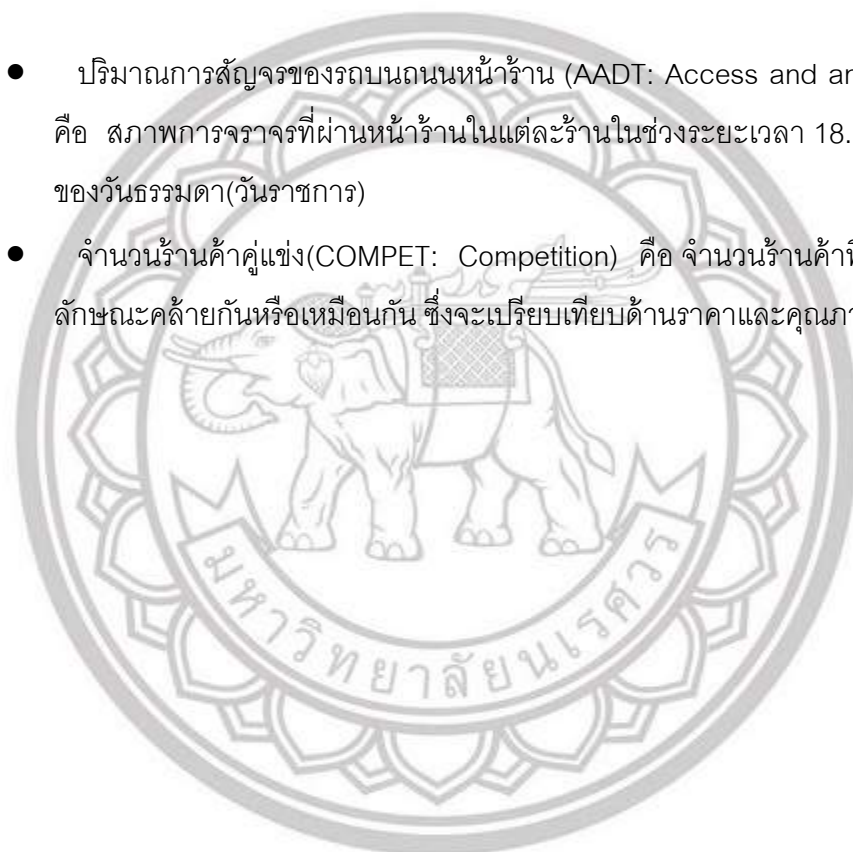 ● ปริมาณการสัญจรของรถบนถนนหน้าร้าน (AADT: Access and an
คือ สภาพการจราจรที่ผ่านหน้าร้านในแต่ละร้านในช่วงระยะเวลา 18.
ของวันธรรมดา(วันราชการ)
● จำนวนร้านค้าคู่แข่ง(COMPET: Competition) คือ จำนวนร้านค้า
ลักษณะคล้ายกันหรือเหมือนกัน ซึ่งจะเปรียบเทียบด้านราคาและคุณภา
มหาวิทยาลัยนเรศวร